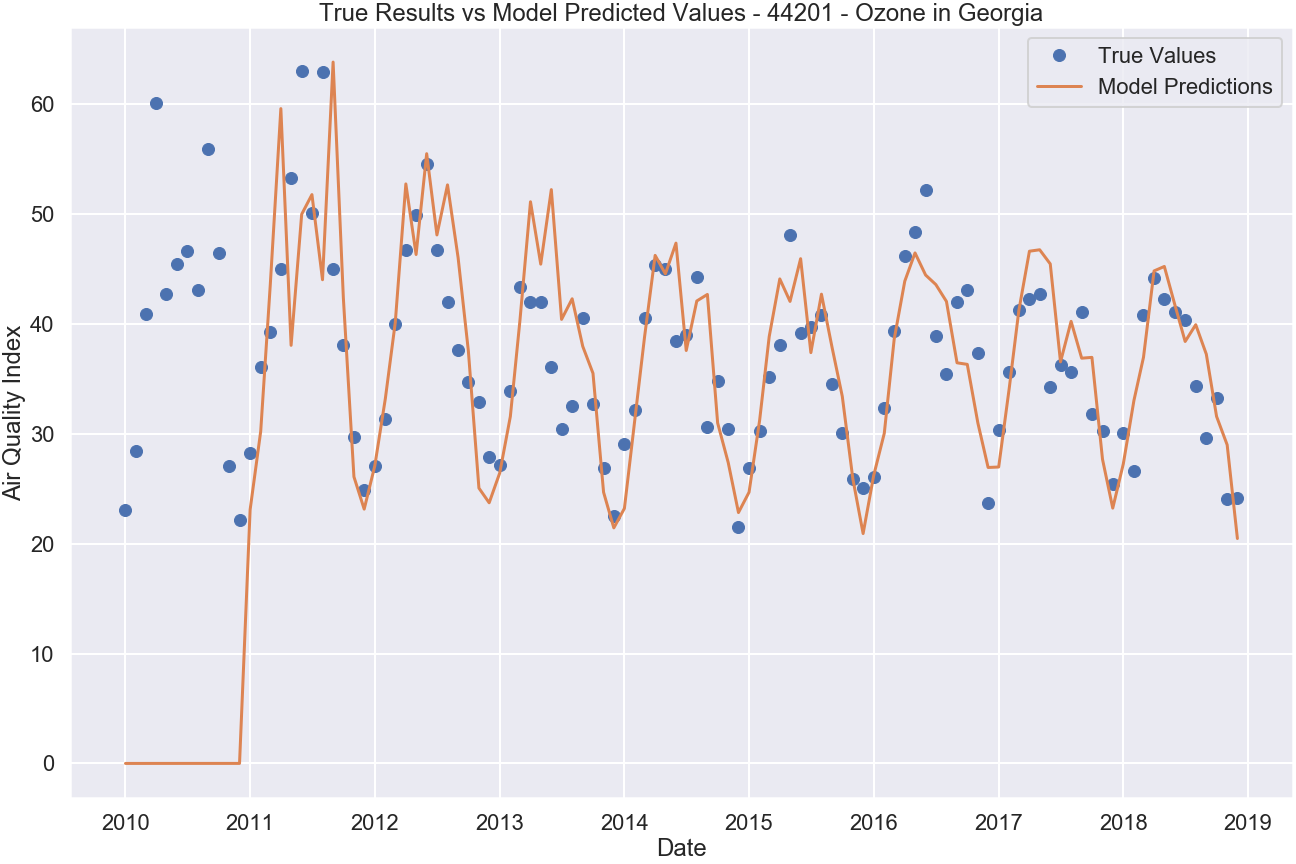 True Results vs Model Predicted Values - 44201 - Ozone in Georgia
True Values
Model Predictions
60
50
40
30
20
10
0
Air Quality Index
2010 2011 2012 2013 2014 2015 2016 2017 2018 2019
Date